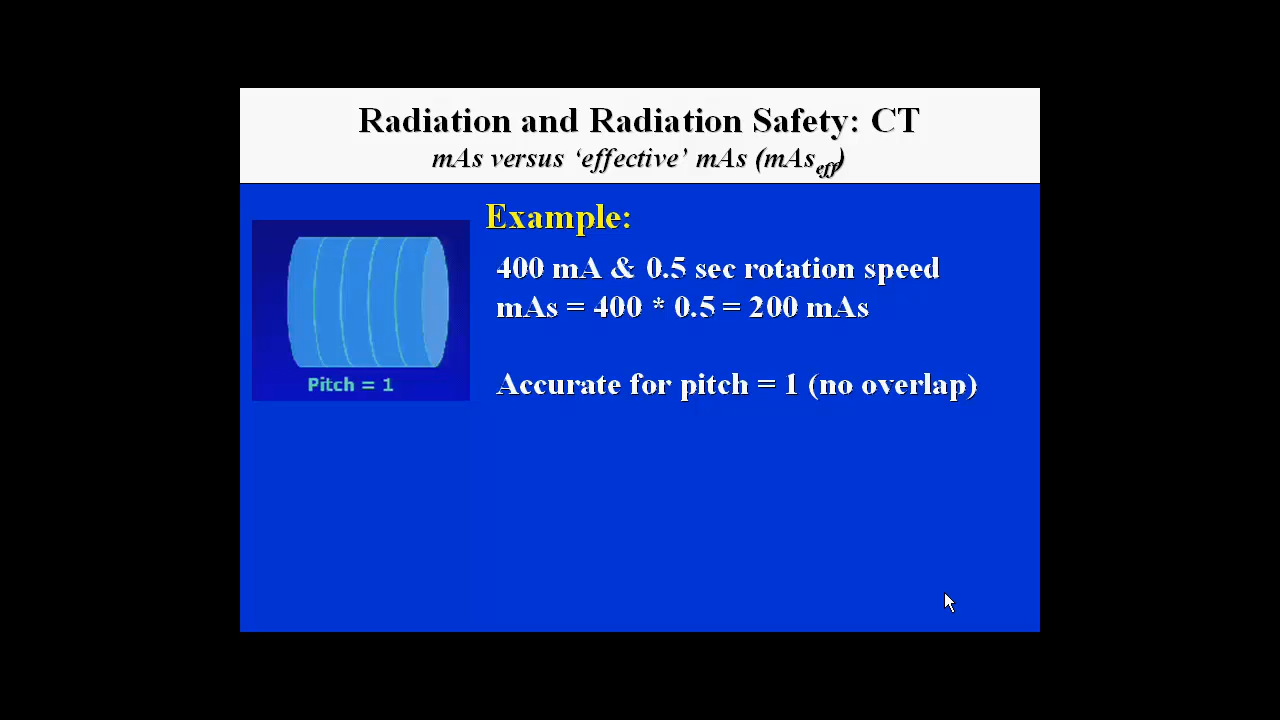 Radiation and Radiation Safety: CT
mAs versus ‘effective’ mAs (mAseff)
Example:
400 mA & 0.5 sec rotation speed
mAs = 400 * 0.5 = 200 mAs
Accurate for pitch = 1 (no overlap)
Pitch = 1